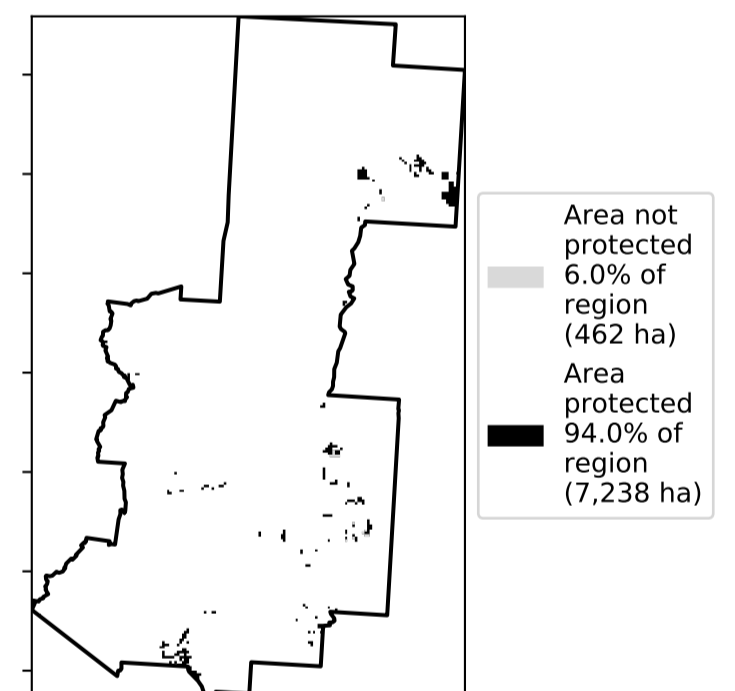 Area not
protected
6.0% of
region
(462 ha)
Area
protected
94.0% of
region
(7,238 ha)